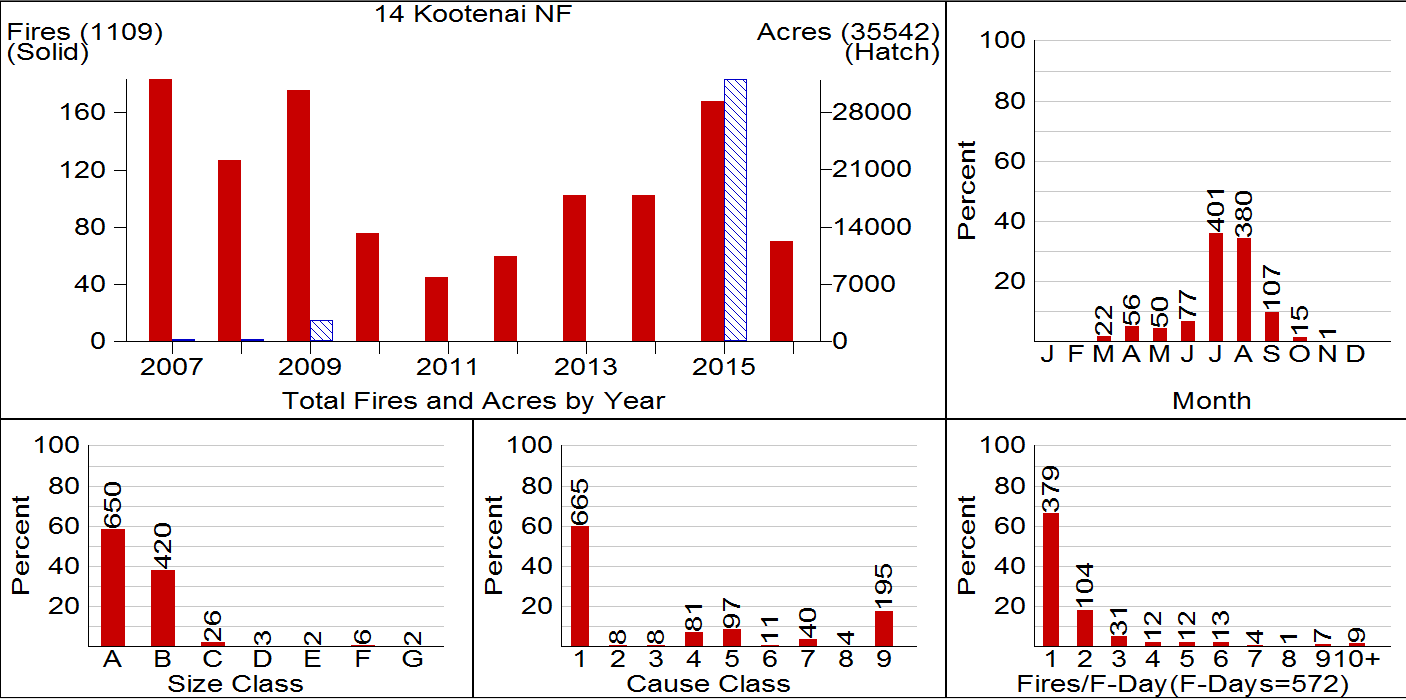 14 Kootenai NF
Fires (1109)
(Solid)
Acres (35542)
(Hatch)
160
120
80
40
0
28000
21000
14000
7000
0
2007 2009 2011 2013 2015
Total Fires and Acres by Year
100
80
60
40
20
Percent
22 56 50 77 401 380 107 15 1
J F M A M J J A S O N D
Month
100
80
60
40
20
Percent
650 420 26 3 2 6 2
A B C D E F G
Size Class
100
80
60
40
20
Percent
665 8 8 81 97 11 40 4 195
1 2 3 4 5 6 7 8 9
Cause Class
100
80
60
40
20
Percent
379 104 31 12 12 13 4 1 7 9
1 2 3 4 5 6 7 8 9 10+
Fires/F-Day(F-Days=572)